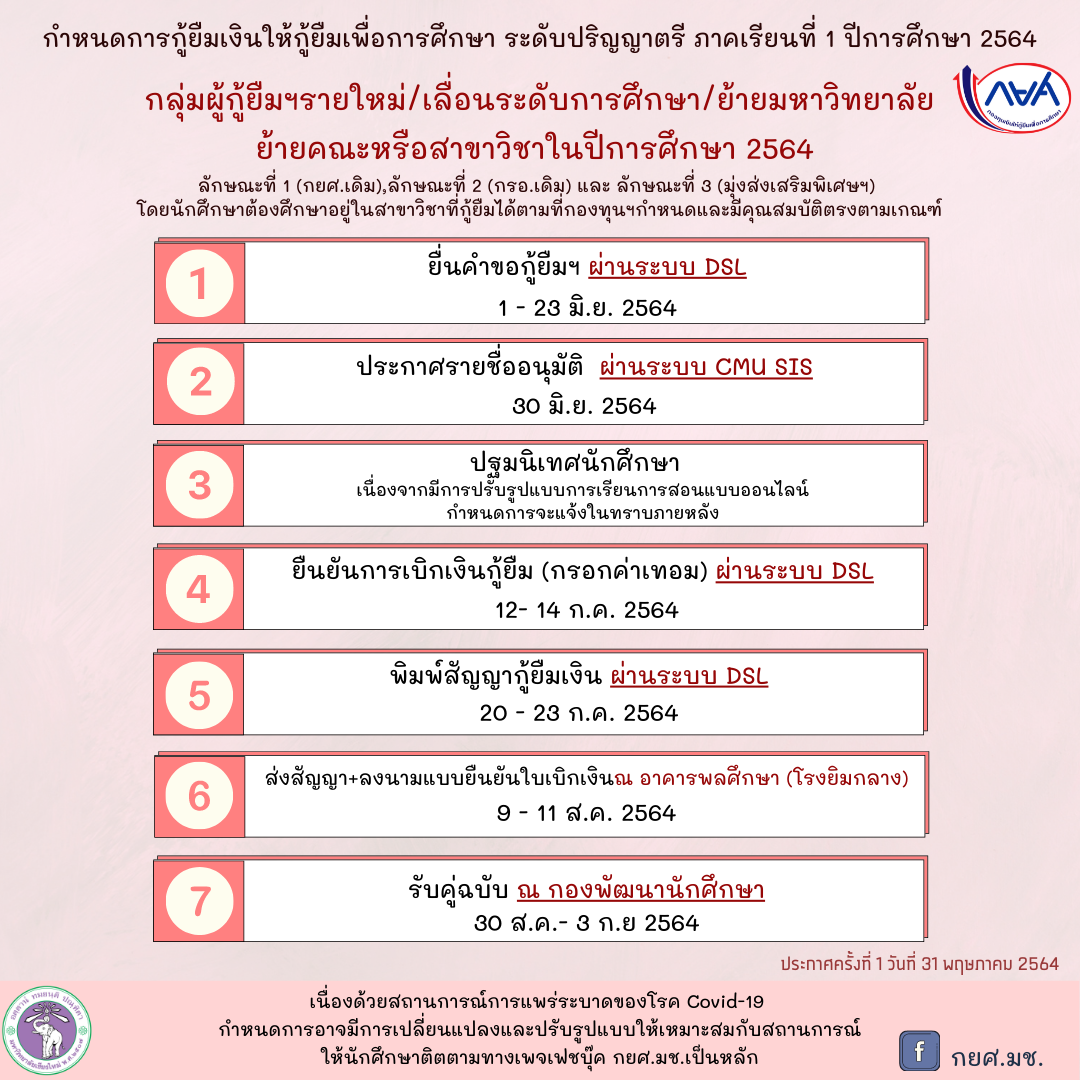 กำหนดการกู้ยืมเงินให้กู้ยืมเพื่อการศึกษา ระดับปริญญาตรี ภาคเรียนที่ 1 ปีการศึกษา 2564
กยศ
กองทุนเงินให้กู้ยืมเพื่อการศึกษา
กลุ่มผู้กู้ยืมฯรายใหม่/เลื่อนระดับการศึกษา/ย้ายมหาวิทยาลัย
ย้ายคณะหรือสาขาวิชาในปีการศึกษา 2564
ลักษณะที่ 1 (กยศ.เดิม),ลักษณะที่ 2 (กรอ.เดิม) และ ลักษณะที่ 3 (มุ่งส่งเสริมพิเศษฯ)
โดยนักศึกษาต้องศึกษาอยู่ในสาขาวิชาที่กู้ยืมได้ตามที่กองทุนฯกำหนดและมีคุณสมบัติตรงตามเกณฑ์
1
ยื่นคำขอกู้ยืมฯ ผ่านระบบ DSL
1 - 23 มิ.ย. 2564
2
ประกาศรายชื่ออนุมัติ ผ่านระบบ CMU SIS
30 มิ.ย. 2564
3
ปฐมนิเทศนักศึกษา
เนื่องจากมีการปรับรูปแบบการเรียนการสอนแบบออนไลน์
กำหนดการจะแจ้งในทราบภายหลัง
4
ยืนยันการเบิกเงินกู้ยืม (กรอกค่าเทอม) ผ่านระบบ DSL
12- 14 ก.ค. 2564
5
พิมพ์สัญญากู้ยืมเงิน ผ่านระบบ DSL
20 - 23 ก.ค. 2564
6
ส่งสัญญา+ลงนามแบบยืนยันใบเบิกเงินณ อาคารพลศึกษา (โรงยิมกลาง)
9 - 11 ส.ค. 2564
7
รับคู่ฉบับ ณ กองพัฒนานักศึกษา
30 ส.ค.- 3 ก.ย 2564
ประกาศครั้งที่ 1 วันที่ 31 พฤษภาคม 2564
เนื่องด้วยสถานการณ์การแพร่ระบาดของโรค Covid-19
กำหนดการอาจมีการเปลี่ยนแปลงและปรับรูปแบบให้เหมาะสมกับสถานการณ์
ให้นักศึกษาติตตามทางเพจเฟซบุ๊ค กยศ.มช.เป็นหลัก
f กยศ.มช.